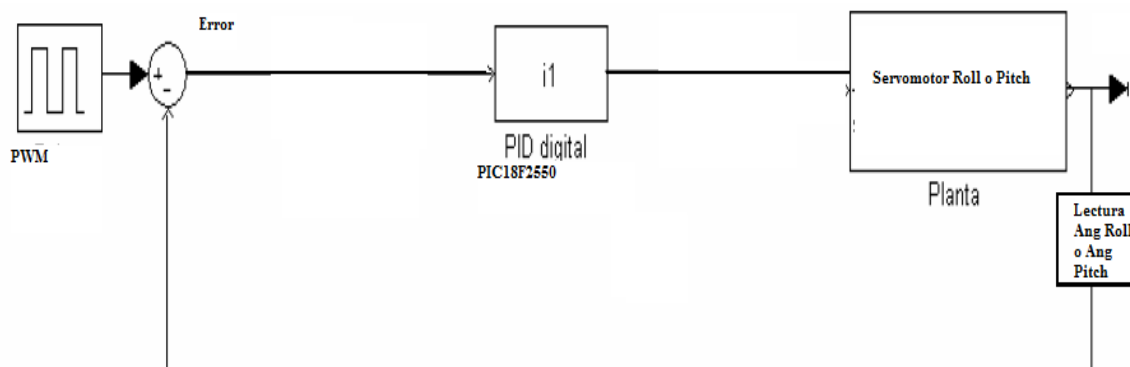 Error
+
-
i1
Servomotor Roll o Pitch
PWM
PID digital
PIC18F2550
Planta
Lectura
Ang Roll
o Ang
Pitch